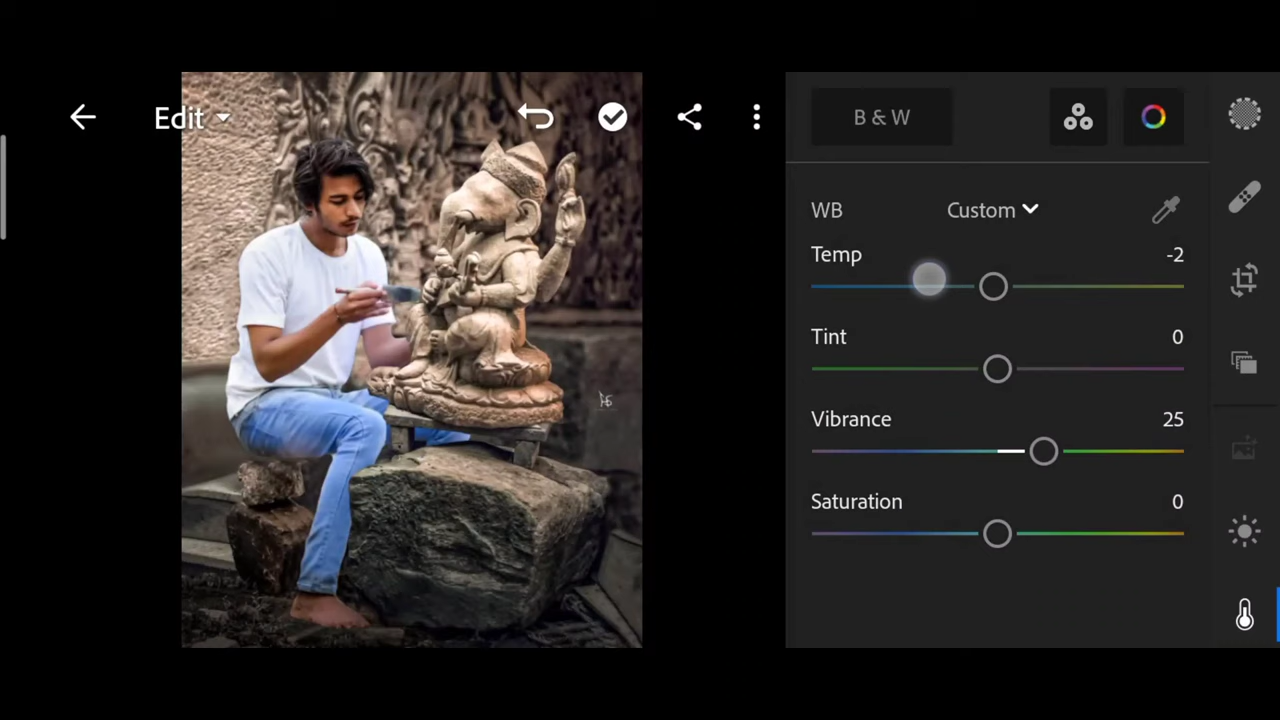 Edit
B & W
WB Custom
Temp -2
Tint 0
Vibrance 25
Saturation 0